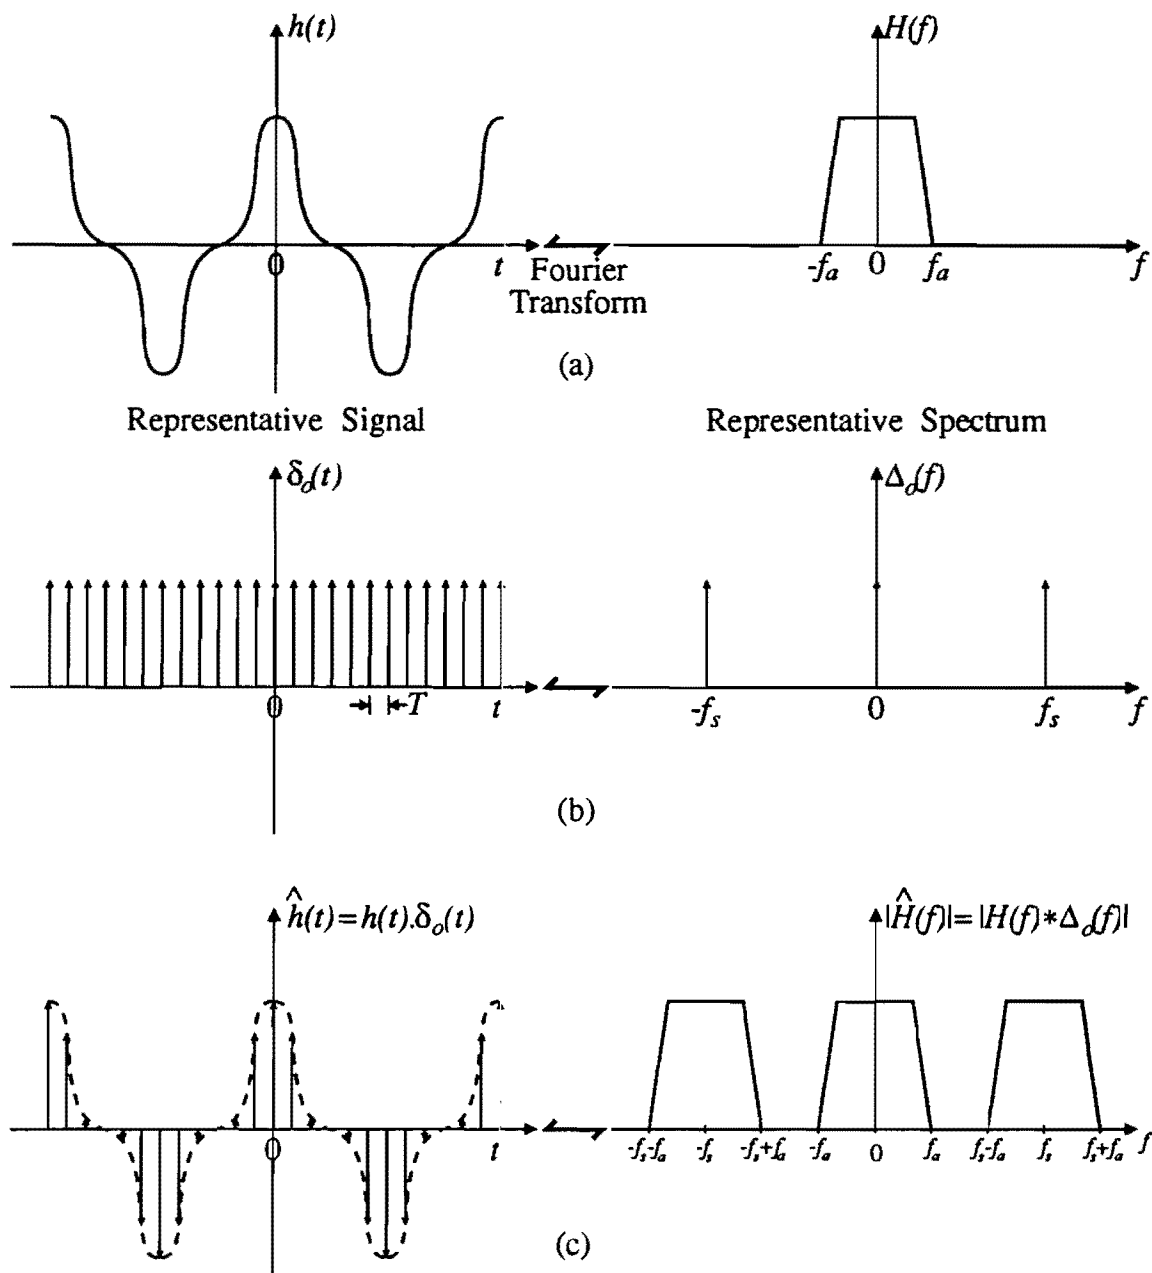 h(t)
H(f)
0
t
Fourier
Transform
-fₐ
0
fₐ
f
(a)
Representative Signal
Representative Spectrum
δₒ(t)
Δₒ(f)
0
T
t
-fₛ
0
fₛ
f
(b)
ĥ(t)=h(t).δₒ(t)
|Ĥ(f)|=|H(f)*Δₒ(f)|
0
t
-fₛ-fₐ
-fₛ
-fₛ+fₐ
-fₐ
0
fₐ
fₛ-fₐ
fₛ
fₛ+fₐ
f
(c)